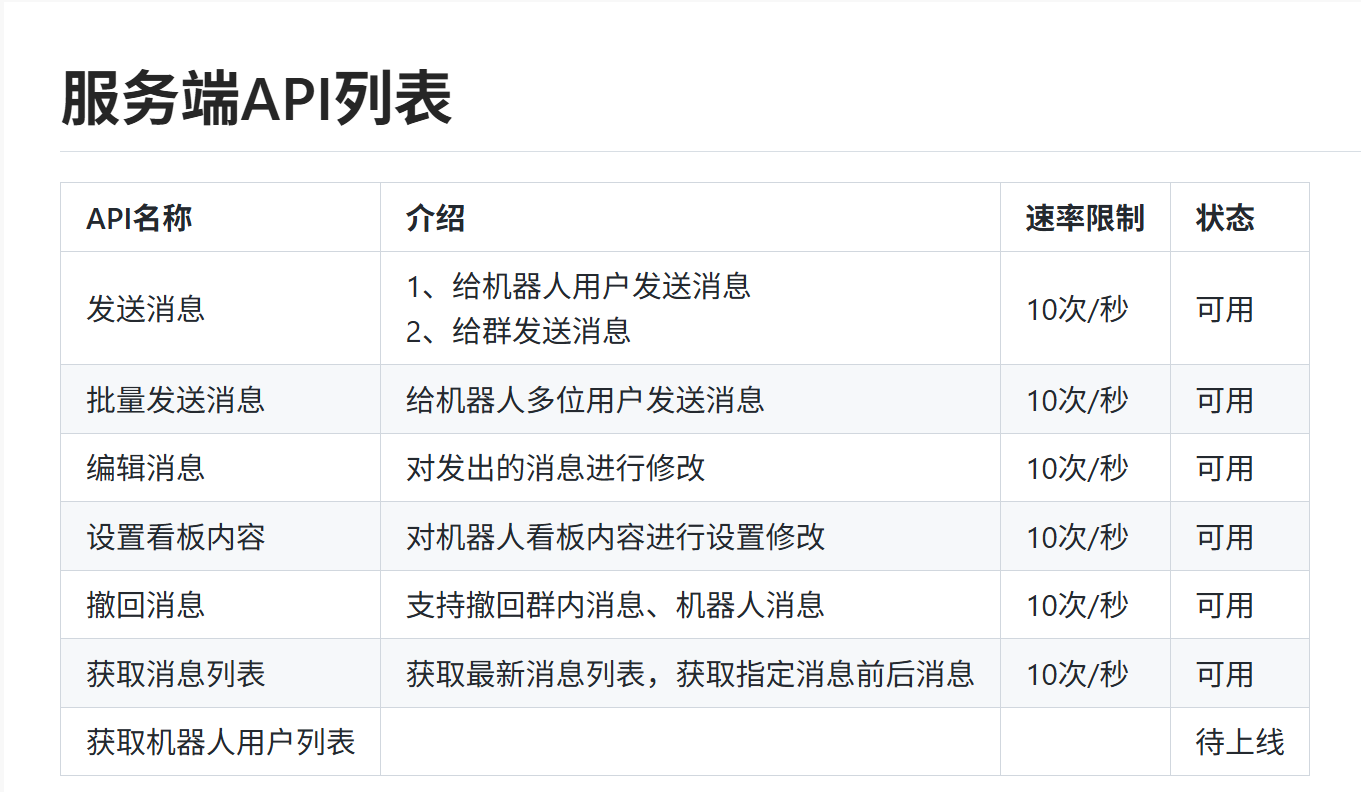 服务端API列表
API名称 介绍 速率限制 状态
发送消息 1、给机器人用户发送消息 10次/秒 可用
2、给群发送消息
批量发送消息 给机器人多位用户发送消息 10次/秒 可用
编辑消息 对发出的消息进行修改 10次/秒 可用
设置看板内容 对机器人看板内容进行设置修改 10次/秒 可用
撤回消息 支持撤回群内消息、机器人消息 10次/秒 可用
获取消息列表 获取最新消息列表，获取指定消息前后消息 10次/秒 可用
获取机器人用户列表 待上线